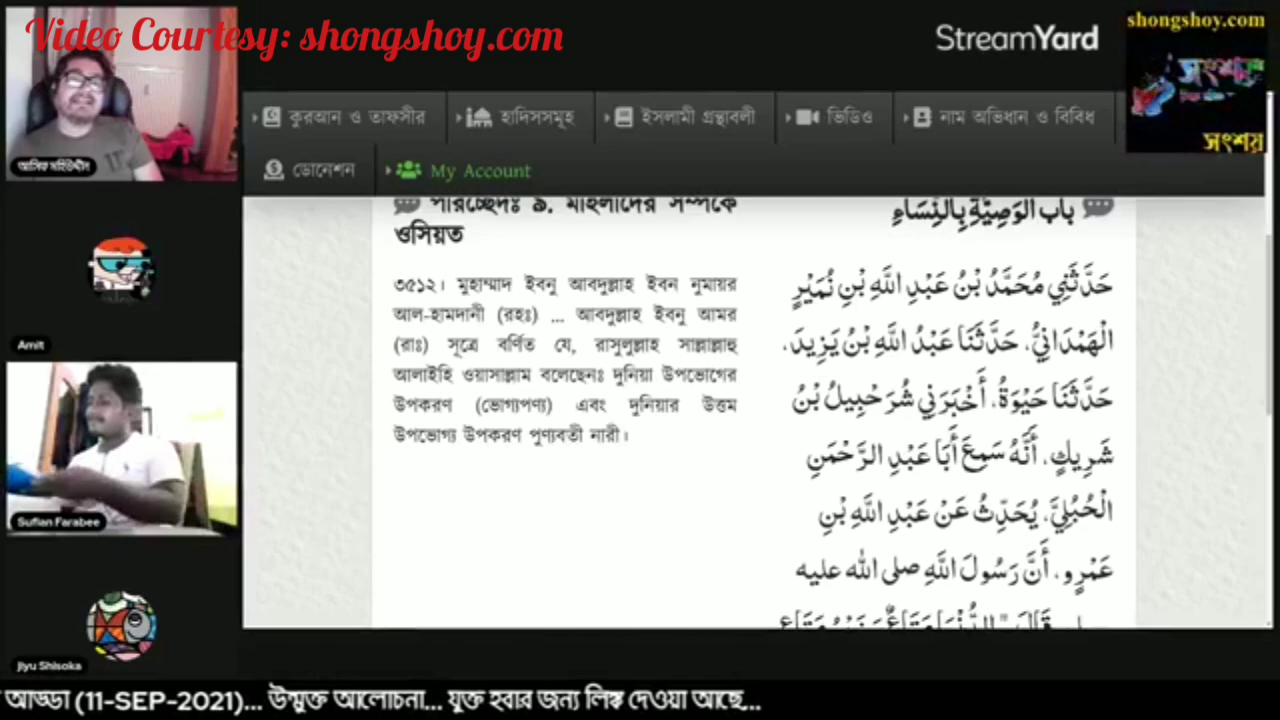 Video Courtesy: shongshoy.com
StreamYard
shongshoy.com
সংশয়
কুরআন ও তাফসীর
হাদিসসমূহ
ইসলামী গ্রন্থাবলী
ভিডিও
নাম অভিধান ও বিবিধ
ডোনেশন
My Account
আসিফ মহিউদ্দীন
Amit
Sufian Farabee
Jiyu Shisoka
পরিচ্ছেদঃ ৯. মহিলাদের সম্পর্কে
ওসিয়ত
৩৫১২। মুহাম্মাদ ইবনু আবদুল্লাহ ইবন নুমায়র
আল-হামদানী (রহঃ) ... আবদুল্লাহ ইবনু আমর
(রাঃ) সূত্রে বর্ণিত যে, রাসুলুল্লাহ সাল্লাল্লাহু
আলাইহি ওয়াসাল্লাম বলেছেনঃ দুনিয়া উপভোগের
উপকরণ (ভোগ্যপণ্য) এবং দুনিয়ার উত্তম
উপভোগ্য উপকরণ পুণ্যবতী নারী।
باب الْوَصِيَّةِ بِالنِّسَاءِ
حَدَّثَنِي مُحَمَّدُ بْنُ عَبْدِ اللَّهِ بْنِ نُمَيْرٍ
الْهَمْدَانِيُّ، حَدَّثَنَا عَبْدُ اللَّهِ بْنُ يَزِيدَ،
حَدَّثَنَا حَيْوَةُ، أَخْبَرَنِي شُرَحْبِيلُ بْنُ
شَرِيكٍ، أَنَّهُ سَمِعَ أَبَا عَبْدِ الرَّحْمَنِ
الْحُبُلِيَّ، يُحَدِّثُ عَنْ عَبْدِ اللَّهِ بْنِ
عَمْرٍو، أَنَّ رَسُولَ اللَّهِ صلى الله عليه
আড্ডা (11-SEP-2021)... উন্মুক্ত আলোচনা... যুক্ত হবার জন্য লিঙ্ক দেওয়া আছে...